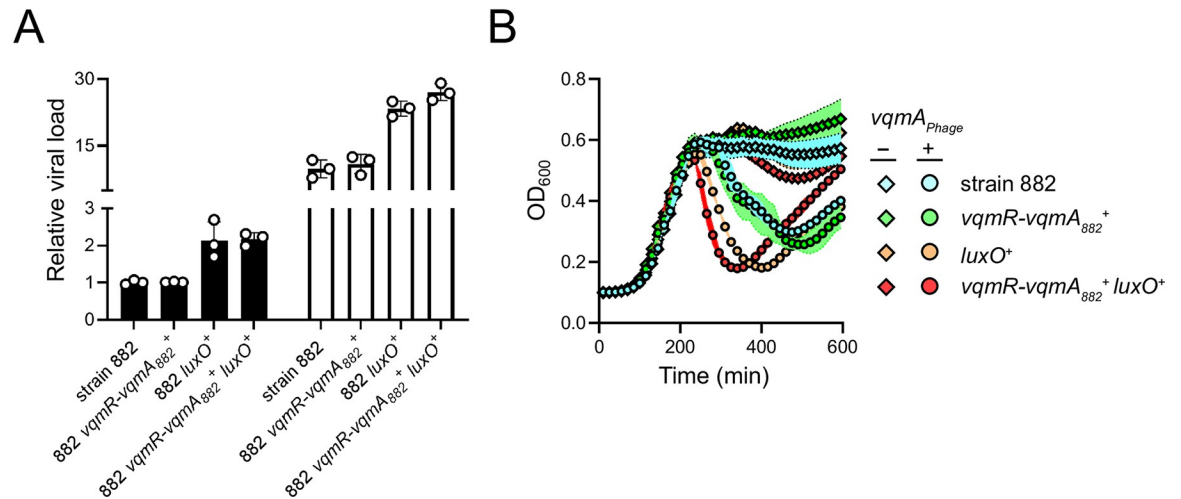 A
Relative viral load
30
15
3
2
1
0
strain 882
882 vqmR-vqmA882+
882 luxO+
882 vqmR-vqmA882+ luxO+
strain 882
882 vqmR-vqmA882+
882 luxO+
882 vqmR-vqmA882+ luxO+
B
OD600
0.8
0.6
0.4
0.2
0.0
0 200 400 600
Time (min)
vqmAPhage
– +
strain 882
vqmR-vqmA882+
luxO+
vqmR-vqmA882+ luxO+